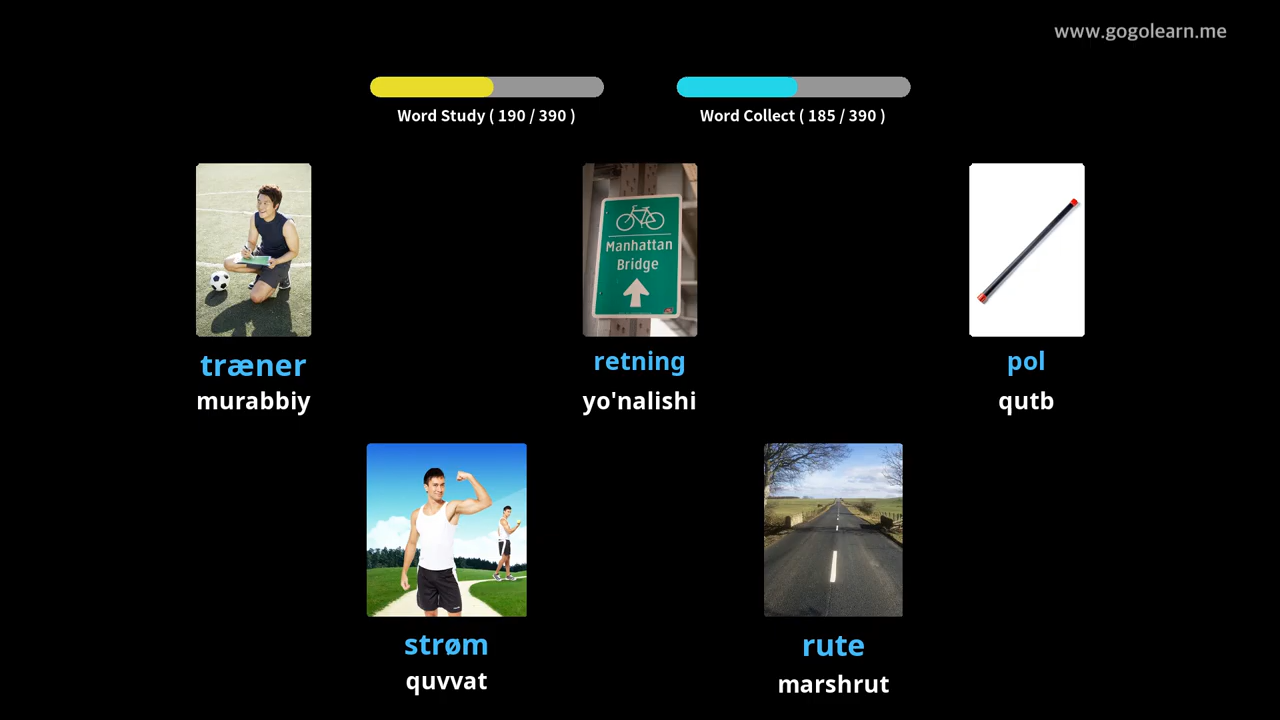 www.gogolearn.me
Word Study ( 190 / 390 )
Word Collect ( 185 / 390 )
Manhattan
Bridge
træner
retning
pol
murabbiy
yo'nalishi
qutb
strøm
rute
quvvat
marshrut